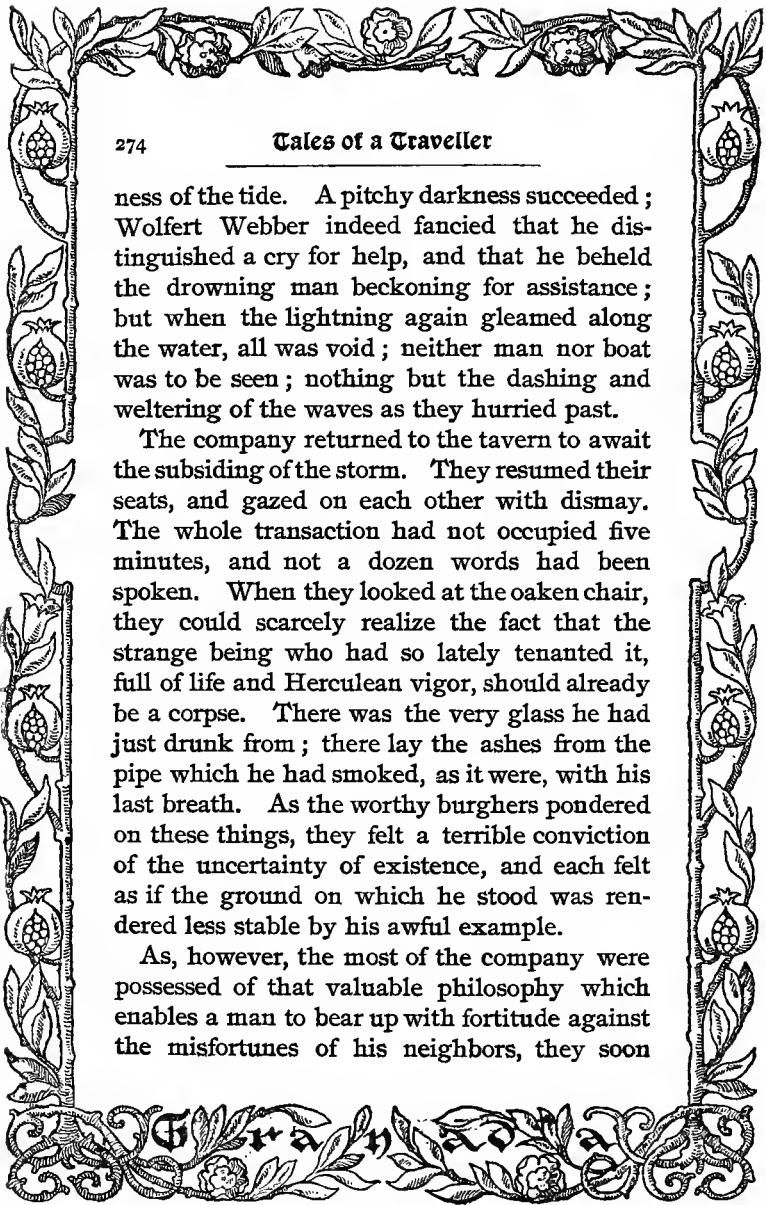 274 Tales of a Traveller
ness of the tide. A pitchy darkness succeeded ;
Wolfert Webber indeed fancied that he dis-
tinguished a cry for help, and that he beheld
the drowning man beckoning for assistance ;
but when the lightning again gleamed along
the water, all was void ; neither man nor boat
was to be seen ; nothing but the dashing and
weltering of the waves as they hurried past.
The company returned to the tavern to await
the subsiding of the storm. They resumed their
seats, and gazed on each other with dismay.
The whole transaction had not occupied five
minutes, and not a dozen words had been
spoken. When they looked at the oaken chair,
they could scarcely realize the fact that the
strange being who had so lately tenanted it,
full of life and Herculean vigor, should already
be a corpse. There was the very glass he had
just drunk from ; there lay the ashes from the
pipe which he had smoked, as it were, with his
last breath. As the worthy burghers pondered
on these things, they felt a terrible conviction
of the uncertainty of existence, and each felt
as if the ground on which he stood was ren-
dered less stable by his awful example.
As, however, the most of the company were
possessed of that valuable philosophy which
enables a man to bear up with fortitude against
the misfortunes of his neighbors, they soon
Granada